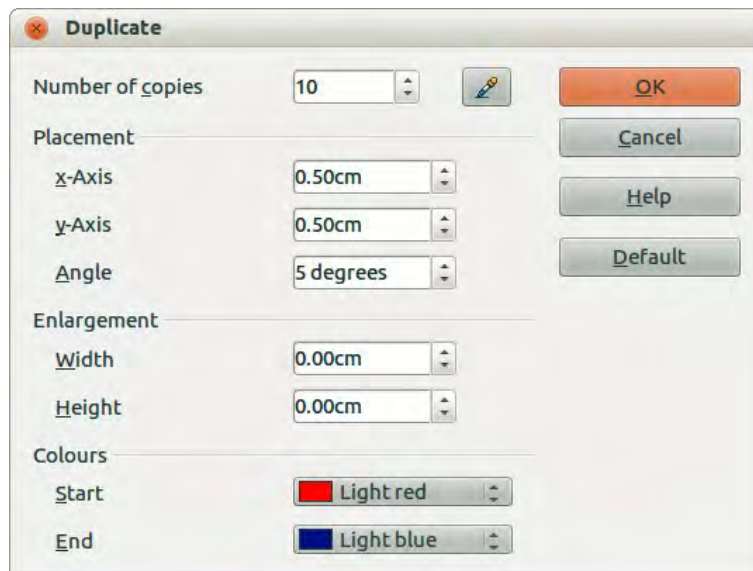 Duplicate
Number of copies 10 OK
Placement Cancel
x-Axis 0.50cm Help
y-Axis 0.50cm
Angle 5 degrees Default
Enlargement
Width 0.00cm
Height 0.00cm
Colours
Start Light red
End Light blue